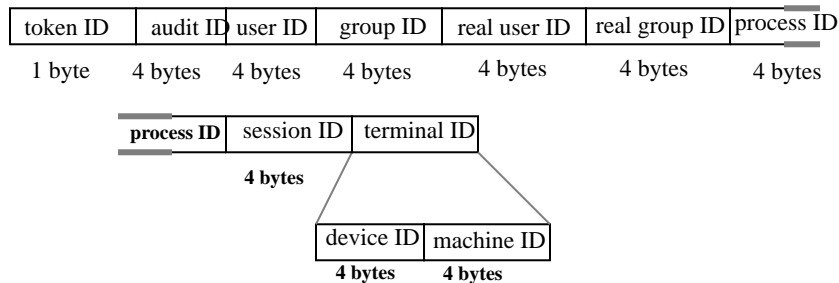 token ID audit ID user ID group ID real user ID real group ID process ID
1 byte 4 bytes 4 bytes 4 bytes 4 bytes 4 bytes 4 bytes
process ID session ID terminal ID
4 bytes
device ID machine ID
4 bytes 4 bytes